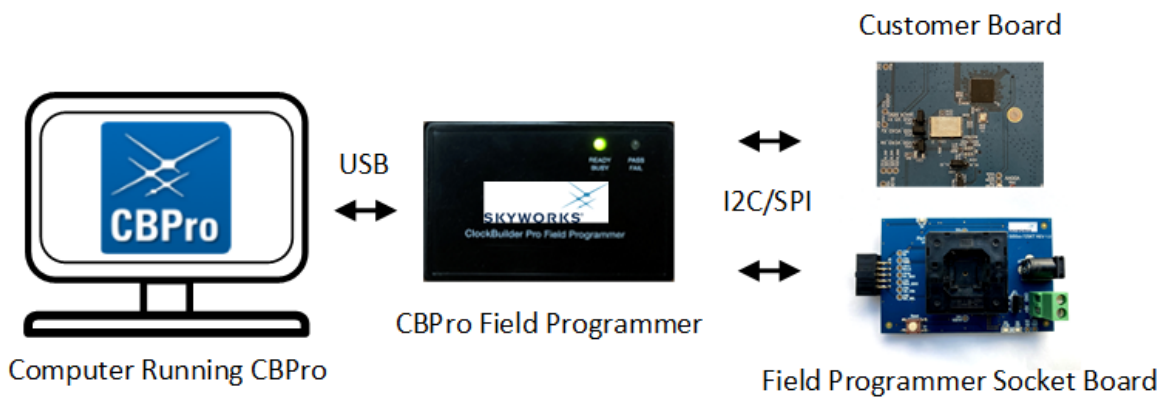 Customer Board
USB
CBPro
READY
BUSY
PASS
FAIL
SKYWORKS
ClockBuilder Pro Field Programmer
I2C/SPI
CBPro Field Programmer
Computer Running CBPro
Field Programmer Socket Board